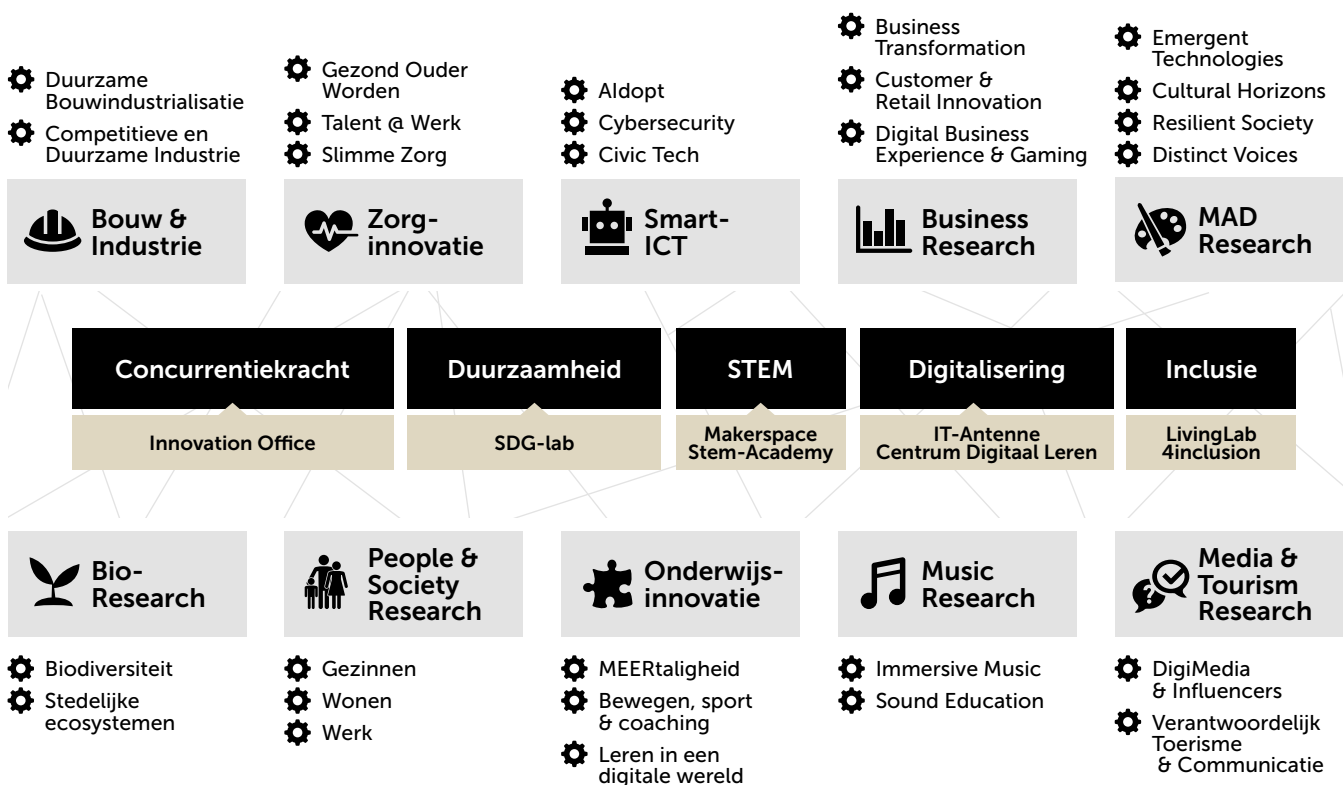 Duurzame
Bouwindustrialisatie
Competitieve en
Duurzame Industrie
Bouw &
Industrie
Gezond Ouder
Worden
Talent @ Werk
Slimme Zorg
Zorg-
innovatie
AIdopt
Cybersecurity
Civic Tech
Smart-
ICT
Business
Transformation
Customer &
Retail Innovation
Digital Business
Experience & Gaming
Business
Research
Emergent
Technologies
Cultural Horizons
Resilient Society
Distinct Voices
MAD
Research
Concurrentiekracht
Innovation Office
Duurzaamheid
SDG-lab
STEM
Makerspace
Stem-Academy
Digitalisering
IT-Antenne
Centrum Digitaal Leren
Inclusie
LivingLab
4inclusion
Bio-
Research
Biodiversiteit
Stedelijke
ecosystemen
People &
Society
Research
Gezinnen
Wonen
Werk
Onderwijs-
innovatie
MEERtaligheid
Bewegen, sport
& coaching
Leren in een
digitale wereld
Music
Research
Immersive Music
Sound Education
Media &
Tourism
Research
DigiMedia
& Influencers
Verantwoordelijk
Toerisme
& Communicatie